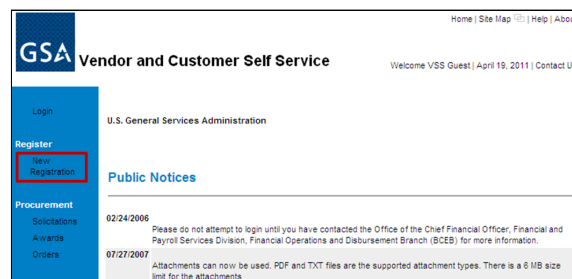 Home | Site Map | Help | Abou
GSA Vendor and Customer Self Service
Welcome VSS Guest | April 19, 2011 | Contact U
Login
U.S. General Services Administration
Register
New
Registration
Public Notices
Procurement
Solicitations
Awards
Orders
02/24/2006
Please do not attempt to login until you have contacted the Office of the Chief Financial Officer, Financial and
Payroll Services Division, Financial Operations and Disbursement Branch (BCEB) for more information.
07/27/2007
Attachments can now be used. PDF and TXT files are the supported attachment types. There is a 6 MB size
limit for the attachments